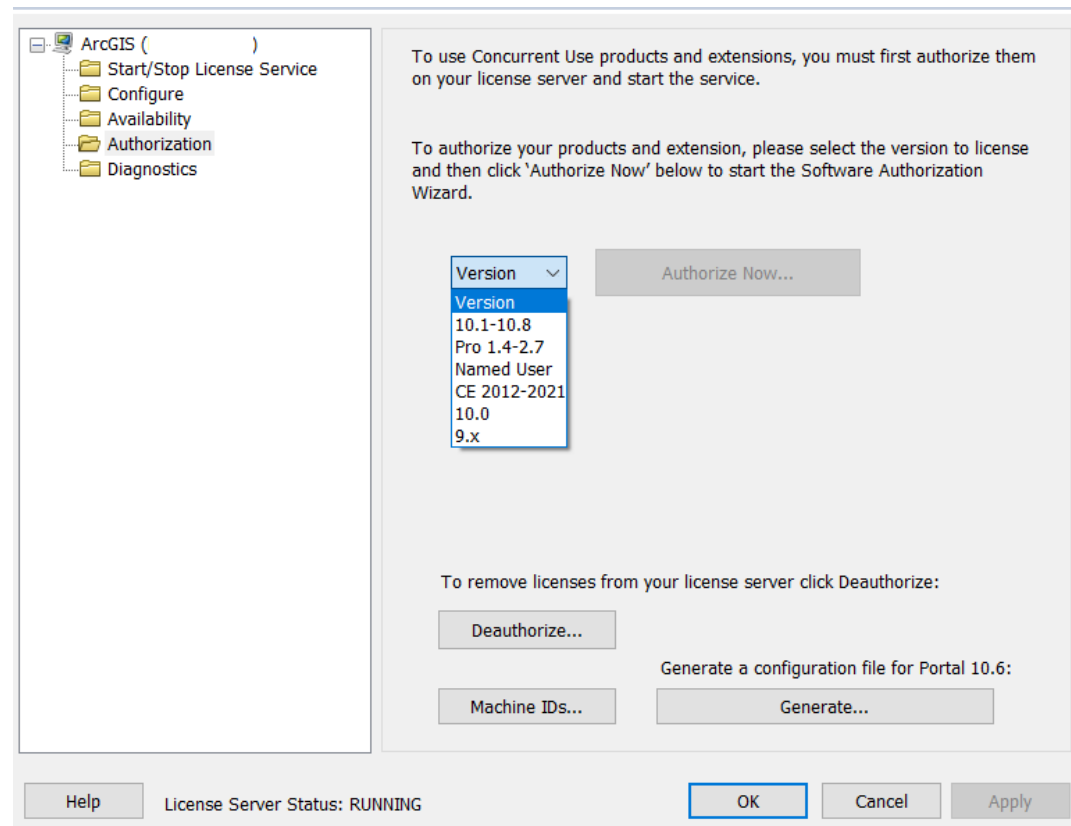 ArcGIS ( )
Start/Stop License Service
Configure
Availability
Authorization
Diagnostics
To use Concurrent Use products and extensions, you must first authorize them
on your license server and start the service.
To authorize your products and extension, please select the version to license
and then click ‘Authorize Now’ below to start the Software Authorization
Wizard.
Version
Authorize Now...
Version
10.1-10.8
Pro 1.4-2.7
Named User
CE 2012-2021
10.0
9.x
To remove licenses from your license server click Deauthorize:
Deauthorize...
Generate a configuration file for Portal 10.6:
Machine IDs...
Generate...
Help
License Server Status: RUNNING
OK
Cancel
Apply